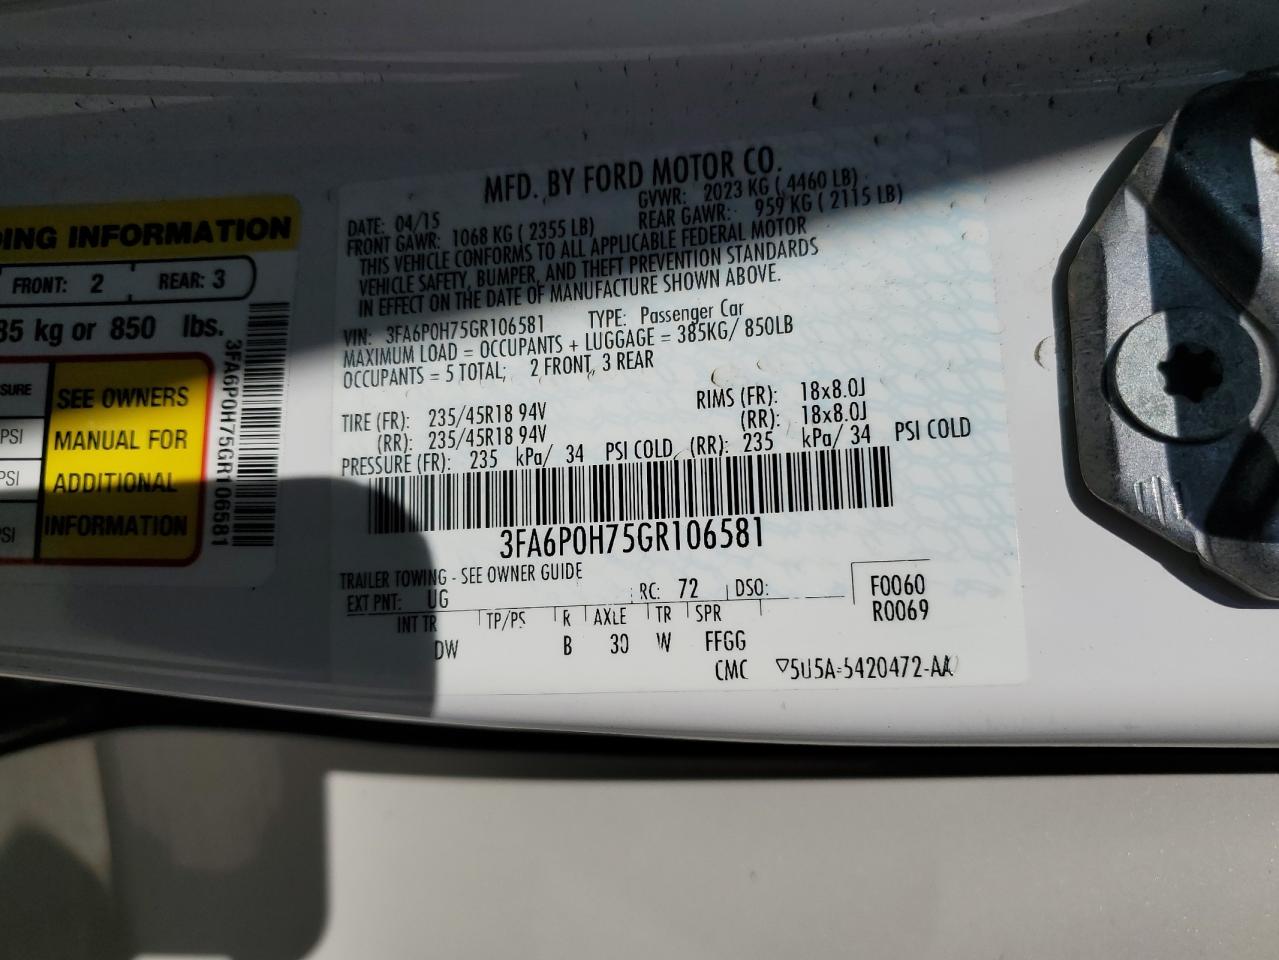 DING INFORMATION
FRONT: 2 REAR: 3
85 kg or 850 lbs.
SURE
PSI
PSI
PSI
SEE OWNERS
MANUAL FOR
ADDITIONAL
INFORMATION
3FA6P0H75GR106581
MFD. BY FORD MOTOR CO.
DATE: 04/15 GVWR: 2023 KG ( 4460 LB)
FRONT GAWR: 1068 KG ( 2355 LB) REAR GAWR: 959 KG ( 2115 LB)
THIS VEHICLE CONFORMS TO ALL APPLICABLE FEDERAL MOTOR
VEHICLE SAFETY, BUMPER, AND THEFT PREVENTION STANDARDS
IN EFFECT ON THE DATE OF MANUFACTURE SHOWN ABOVE.
VIN: 3FA6P0H75GR106581 TYPE: Passenger Car
MAXIMUM LOAD = OCCUPANTS + LUGGAGE = 385KG/ 850LB
OCCUPANTS = 5 TOTAL; 2 FRONT, 3 REAR
TIRE (FR): 235/45R18 94V RIMS (FR): 18x8.0J
(RR): 235/45R18 94V (RR): 18x8.0J
PRESSURE (FR): 235 kPa/ 34 PSI COLD (RR): 235 kPa/ 34 PSI COLD
3FA6P0H75GR106581
TRAILER TOWING - SEE OWNER GUIDE
EXT PNT: UG RC: 72 DSO: F0060
INT TR TP/PS R AXLE TR SPR R0069
DW B 30 W FFGG
CMC ▽5U5A-5420472-AA